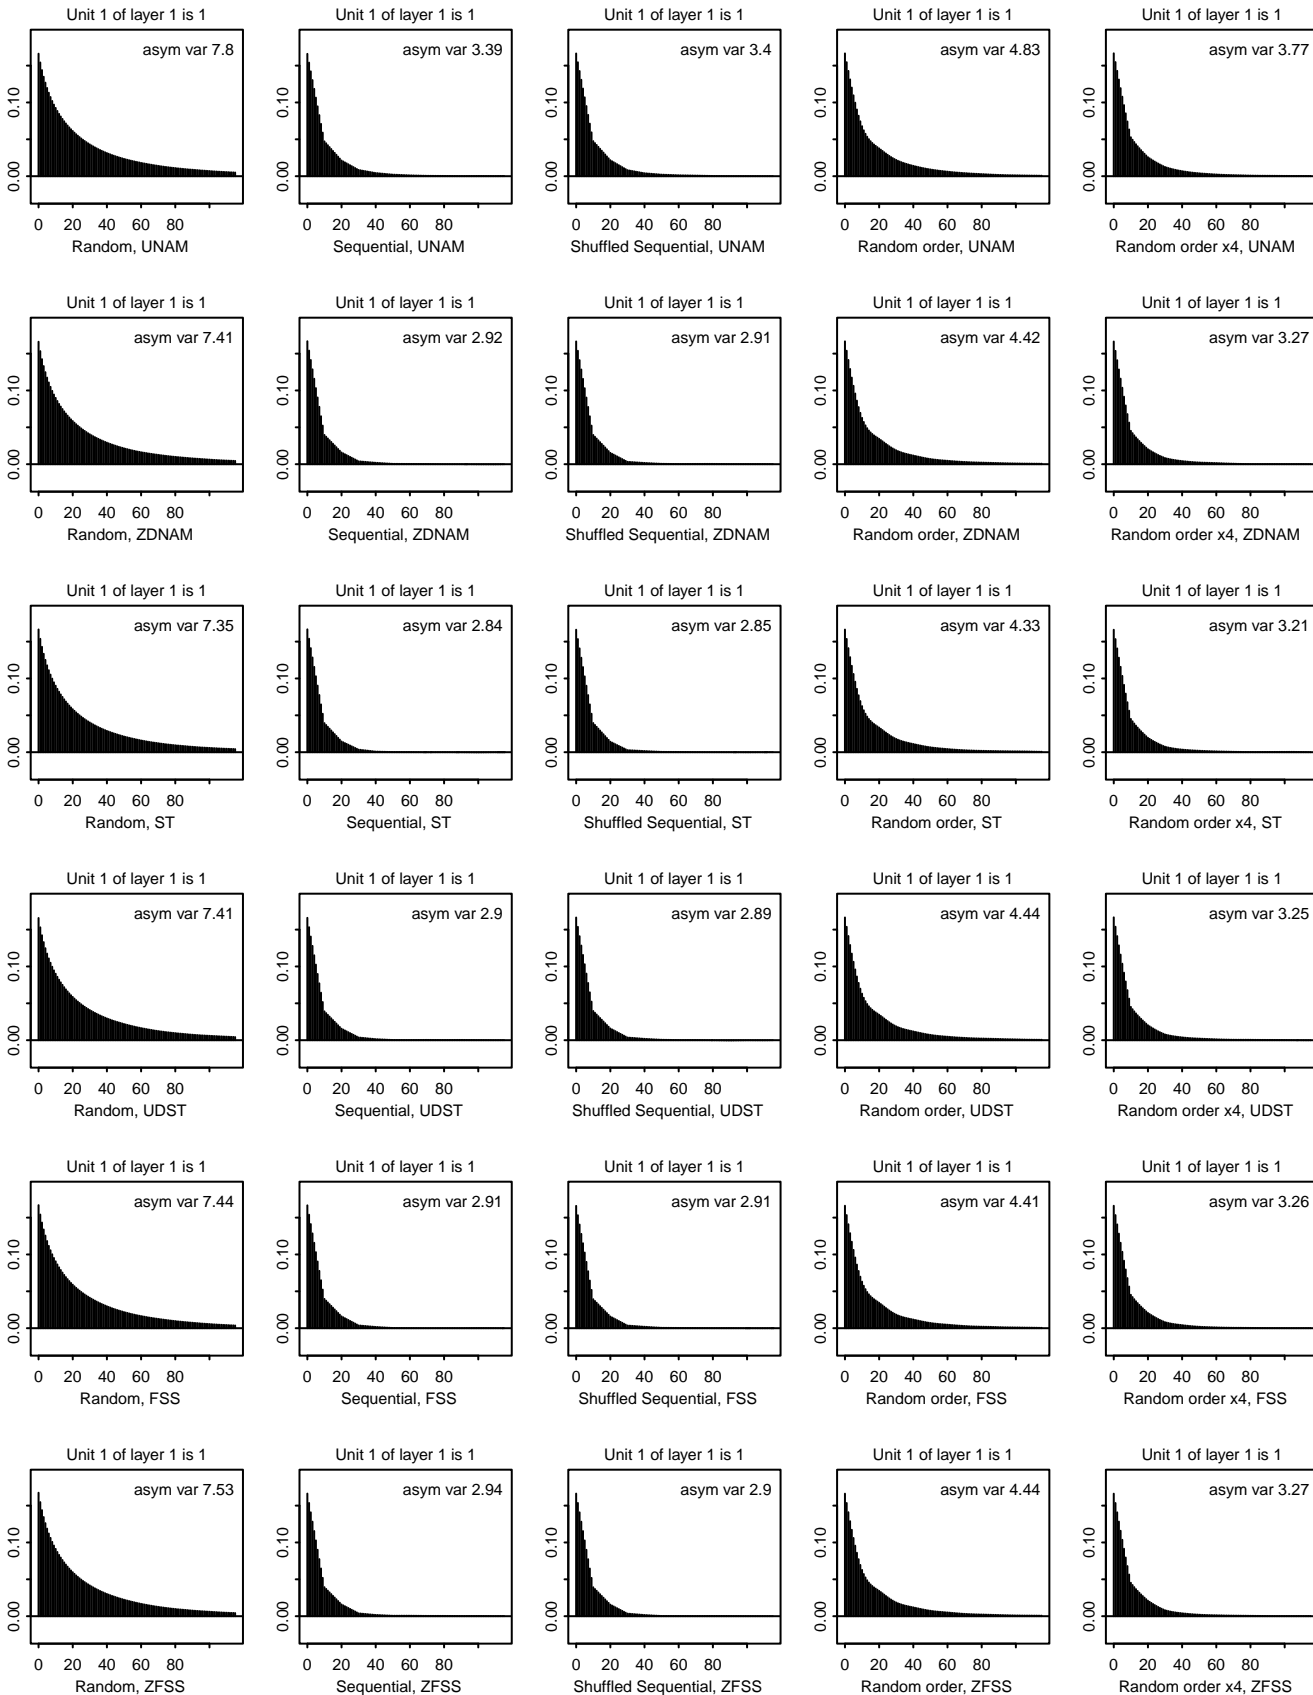 Unit 1 of layer 1 is 1 Unit 1 of layer 1 is 1 Unit 1 of layer 1 is 1 Unit 1 of layer 1 is 1 Unit 1 of layer 1 is 1
asym var 7.8 asym var 3.39 asym var 3.4 asym var 4.83 asym var 3.77
0.10 0.10 0.10 0.10 0.10
0.00 0.00 0.00 0.00 0.00
0 20 40 60 80 0 20 40 60 80 0 20 40 60 80 0 20 40 60 80 0 20 40 60 80
Random, UNAM Sequential, UNAM Shuffled Sequential, UNAM Random order, UNAM Random order x4, UNAM
Unit 1 of layer 1 is 1 Unit 1 of layer 1 is 1 Unit 1 of layer 1 is 1 Unit 1 of layer 1 is 1 Unit 1 of layer 1 is 1
asym var 7.41 asym var 2.92 asym var 2.91 asym var 4.42 asym var 3.27
0.10 0.10 0.10 0.10 0.10
0.00 0.00 0.00 0.00 0.00
0 20 40 60 80 0 20 40 60 80 0 20 40 60 80 0 20 40 60 80 0 20 40 60 80
Random, ZDNAM Sequential, ZDNAM Shuffled Sequential, ZDNAM Random order, ZDNAM Random order x4, ZDNAM
Unit 1 of layer 1 is 1 Unit 1 of layer 1 is 1 Unit 1 of layer 1 is 1 Unit 1 of layer 1 is 1 Unit 1 of layer 1 is 1
asym var 7.35 asym var 2.84 asym var 2.85 asym var 4.33 asym var 3.21
0.10 0.10 0.10 0.10 0.10
0.00 0.00 0.00 0.00 0.00
0 20 40 60 80 0 20 40 60 80 0 20 40 60 80 0 20 40 60 80 0 20 40 60 80
Random, ST Sequential, ST Shuffled Sequential, ST Random order, ST Random order x4, ST
Unit 1 of layer 1 is 1 Unit 1 of layer 1 is 1 Unit 1 of layer 1 is 1 Unit 1 of layer 1 is 1 Unit 1 of layer 1 is 1
asym var 7.41 asym var 2.9 asym var 2.89 asym var 4.44 asym var 3.25
0.10 0.10 0.10 0.10 0.10
0.00 0.00 0.00 0.00 0.00
0 20 40 60 80 0 20 40 60 80 0 20 40 60 80 0 20 40 60 80 0 20 40 60 80
Random, UDST Sequential, UDST Shuffled Sequential, UDST Random order, UDST Random order x4, UDST
Unit 1 of layer 1 is 1 Unit 1 of layer 1 is 1 Unit 1 of layer 1 is 1 Unit 1 of layer 1 is 1 Unit 1 of layer 1 is 1
asym var 7.44 asym var 2.91 asym var 2.91 asym var 4.41 asym var 3.26
0.10 0.10 0.10 0.10 0.10
0.00 0.00 0.00 0.00 0.00
0 20 40 60 80 0 20 40 60 80 0 20 40 60 80 0 20 40 60 80 0 20 40 60 80
Random, FSS Sequential, FSS Shuffled Sequential, FSS Random order, FSS Random order x4, FSS
Unit 1 of layer 1 is 1 Unit 1 of layer 1 is 1 Unit 1 of layer 1 is 1 Unit 1 of layer 1 is 1 Unit 1 of layer 1 is 1
asym var 7.53 asym var 2.94 asym var 2.9 asym var 4.44 asym var 3.27
0.10 0.10 0.10 0.10 0.10
0.00 0.00 0.00 0.00 0.00
0 20 40 60 80 0 20 40 60 80 0 20 40 60 80 0 20 40 60 80 0 20 40 60 80
Random, ZFSS Sequential, ZFSS Shuffled Sequential, ZFSS Random order, ZFSS Random order x4, ZFSS